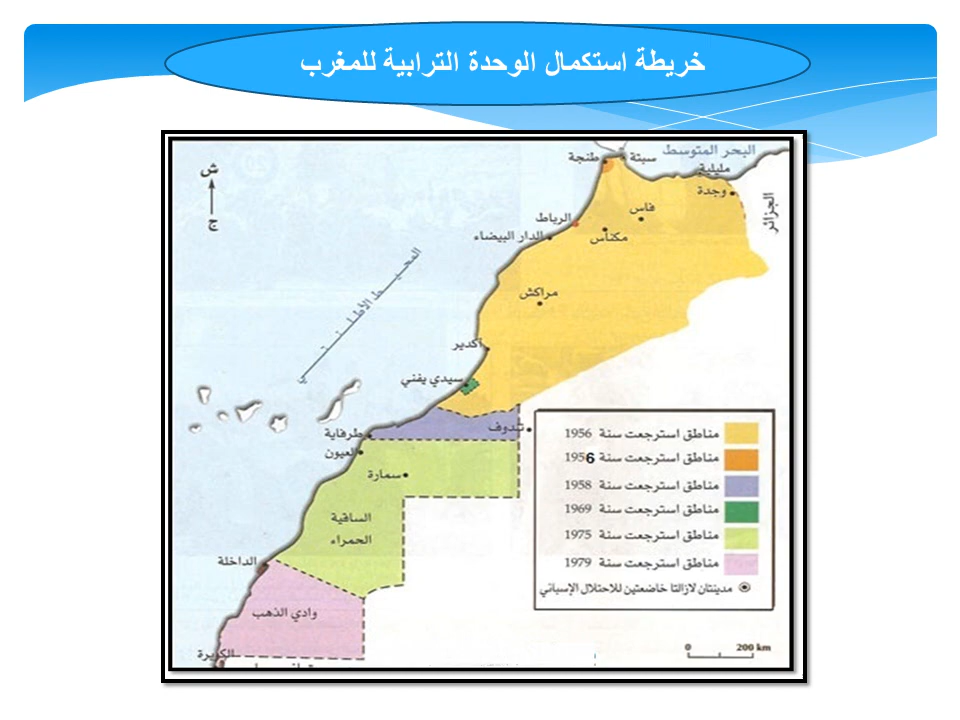 خريطة استكمال الوحدة الترابية للمغرب
البحر المتوسط
سبتة
طنجة
مليلية
وجدة
الجزائر
ش
ج
فاس
الرباط
مكناس
الدار البيضاء
المحيط الأطلنتي
مراكش
أكدير
سيدي يفني
تندوف
طرفاية
العيون
سمارة
الساقية
الحمراء
الداخلة
وادي الذهب
الكويرة
مناطق استرجعت سنة 1956
مناطق استرجعت سنة 1956
مناطق استرجعت سنة 1958
مناطق استرجعت سنة 1969
مناطق استرجعت سنة 1975
مناطق استرجعت سنة 1979
مدينتان لازالتا خاضعتين للاحتلال الإسباني
0 200 km